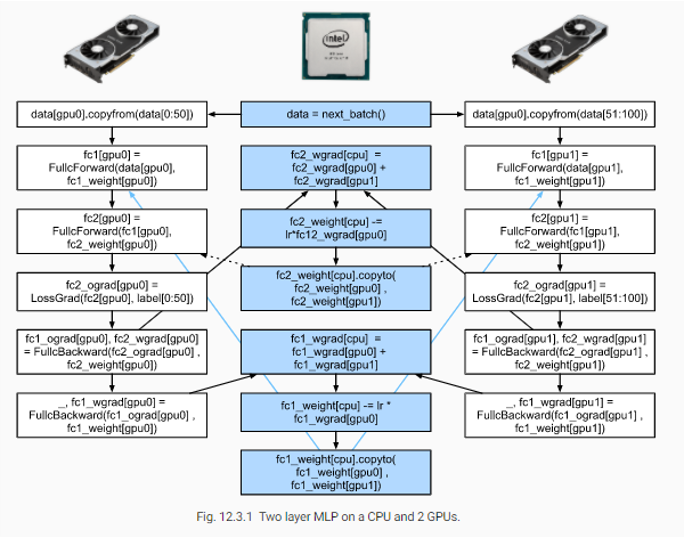 intel
data[gpu0].copyfrom(data[0:50])
data = next_batch()
data[gpu0].copyfrom(data[51:100])
fc1[gpu0] =
FullcForward(data[gpu0],
fc1_weight[gpu0])
fc2_wgrad[cpu] =
fc2_wgrad[gpu0] +
fc2_wgrad[gpu1]
fc1[gpu1] =
FullcForward(data[gpu1],
fc1_weight[gpu1])
fc2[gpu0] =
FullcForward(fc1[gpu0],
fc2_weight[gpu0])
fc2_weight[cpu] -=
lr*fc12_wgrad[gpu0]
fc2[gpu1] =
FullcForward(fc1[gpu1],
fc2_weight[gpu1])
fc2_weight[cpu].copyto(
fc2_weight[gpu0] ,
fc2_weight[gpu1])
fc2_ograd[gpu0] =
LossGrad(fc2[gpu0], label[0:50])
fc2_ograd[gpu1] =
LossGrad(fc2[gpu1], label[51:100])
fc1_ograd[gpu0], fc2_wgrad[gpu0]
= FullcBackward(fc2_ograd[gpu0] ,
fc2_weight[gpu0])
fc1_wgrad[cpu] =
fc1_wgrad[gpu0] +
fc1_wgrad[gpu1]
fc1_ograd[gpu1], fc2_wgrad[gpu1]
= FullcBackward(fc2_ograd[gpu1] ,
fc2_weight[gpu1])
_, fc1_wgrad[gpu0] =
FullcBackward(fc1_ograd[gpu0] ,
fc1_weight[gpu0])
fc1_weight[cpu] -= lr *
fc1_wgrad[gpu0]
_, fc1_wgrad[gpu1] =
FullcBackward(fc1_ograd[gpu1] ,
fc1_weight[gpu1])
fc1_weight[cpu].copyto(
fc1_weight[gpu0] ,
fc1_weight[gpu1])
Fig. 12.3.1 Two layer MLP on a CPU and 2 GPUs.